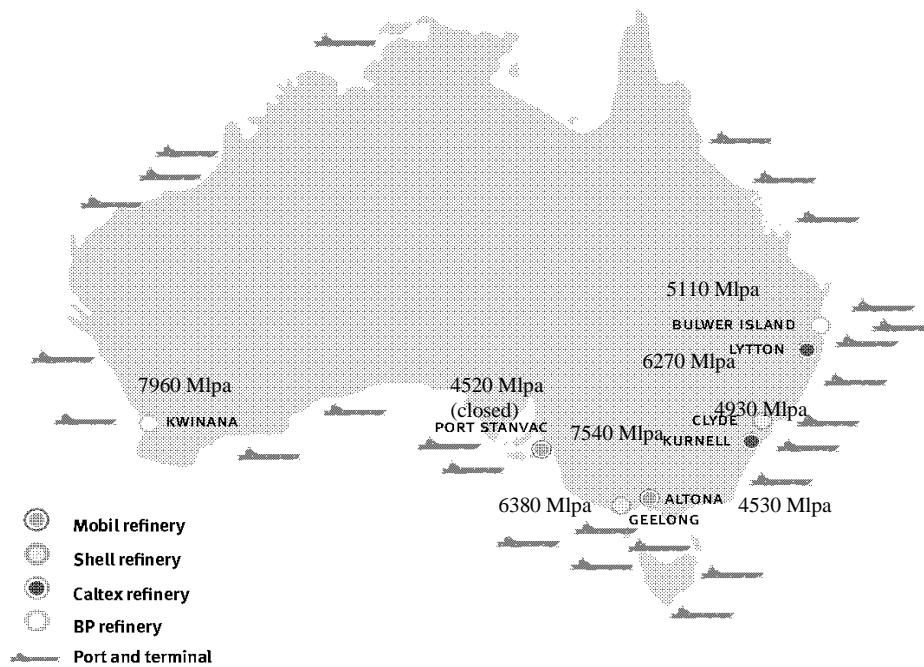 5110 Mlpa
BULWER ISLAND
LYTTON
6270 Mlpa
7960 Mlpa
KWINANA
4520 Mlpa
(closed)
PORT STANVAC
4930 Mlpa
CLYDE
7540 Mlpa
KURNELL
6380 Mlpa
ALTONA
4530 Mlpa
GEELONG
Mobil refinery
Shell refinery
Caltex refinery
BP refinery
Port and terminal